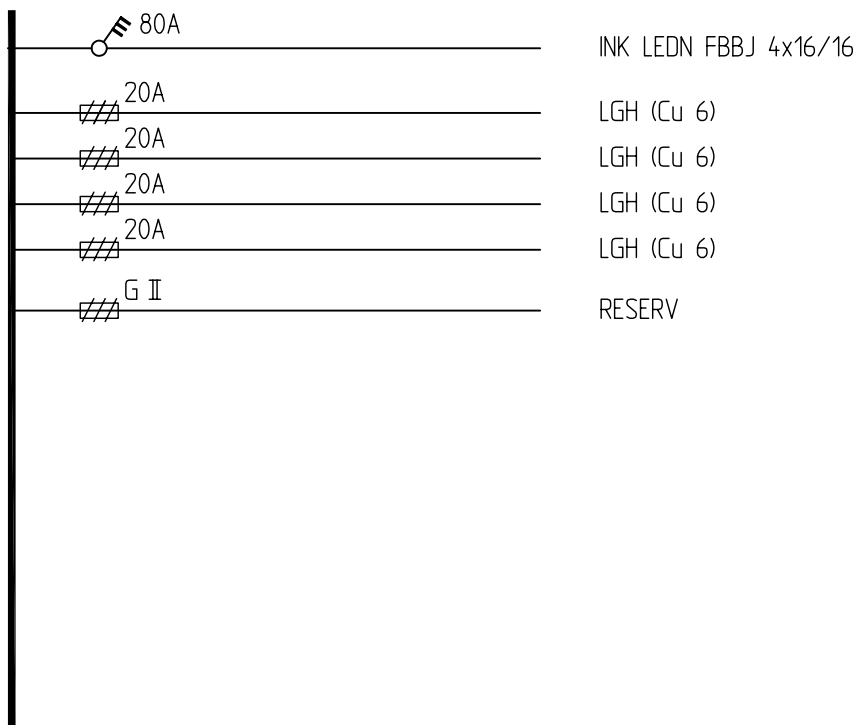 80A INK LEDN FBBJ 4x16/16
20A LGH (Cu 6)
20A LGH (Cu 6)
20A LGH (Cu 6)
20A LGH (Cu 6)
G II RESERV